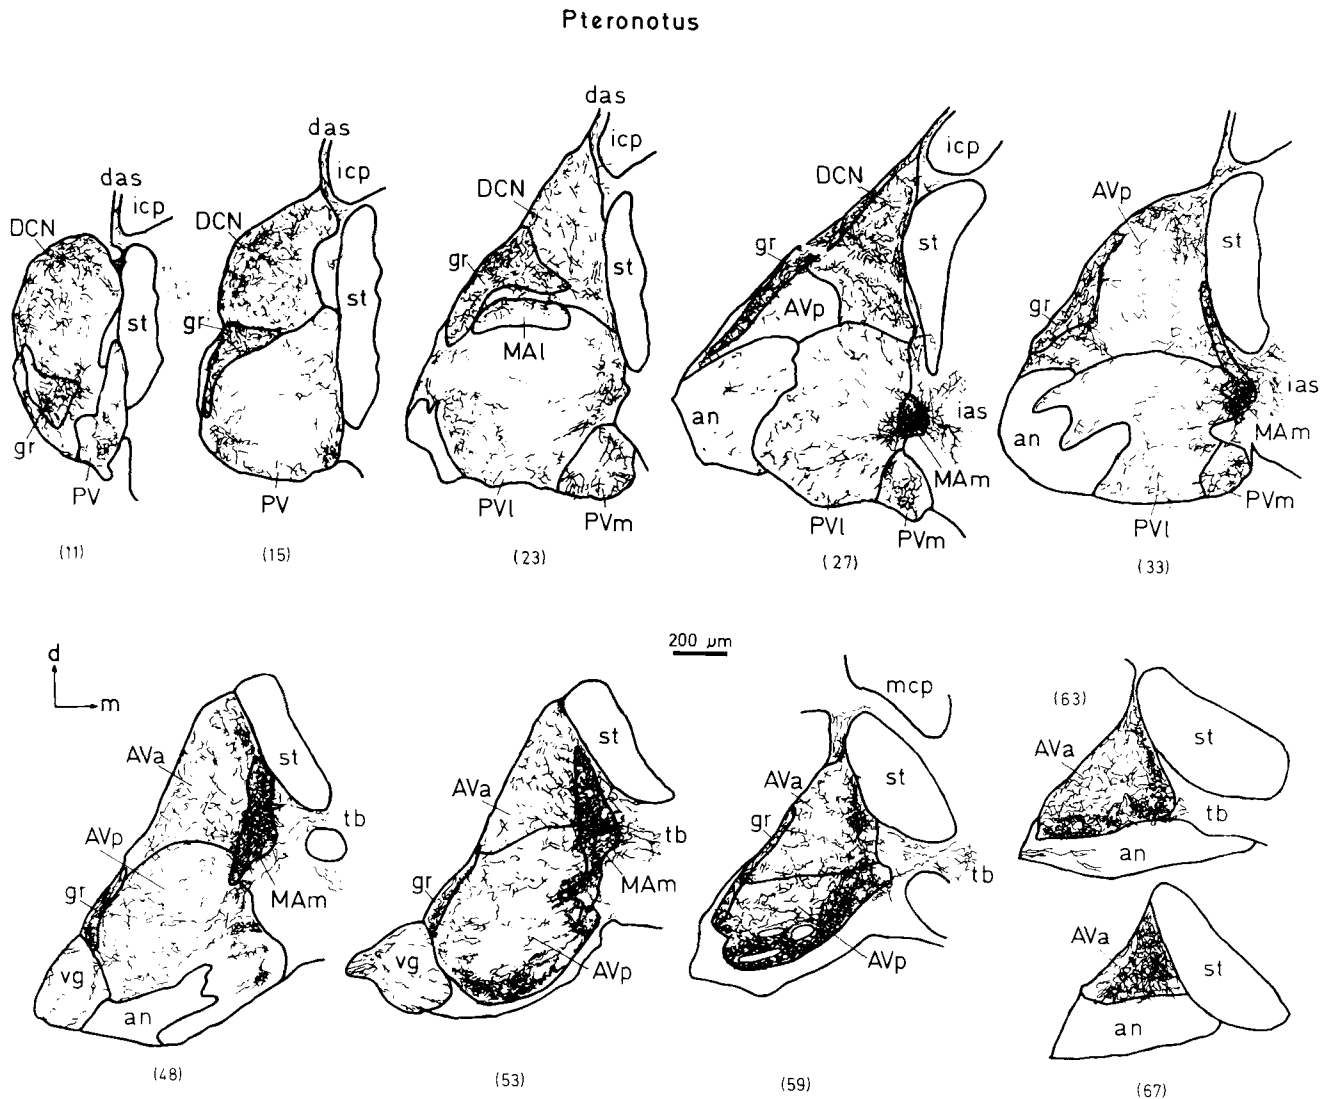 Pteronotus
das
icp
DCN
st
gr
PV
(11)
das
icp
DCN
st
gr
PV
(15)
das
icp
DCN
st
gr
MAl
PVl
PVm
(23)
icp
DCN
st
gr
AVp
an
ias
MAm
PVl
PVm
(27)
AVp
st
gr
ias
an
MAm
PVm
PVl
(33)
200 µm
d
m
AVa
st
tb
AVp
gr
MAm
vg
an
(48)
st
AVa
tb
gr
MAm
vg
AVp
(53)
mcp
AVa
st
gr
tb
AVp
(59)
(63)
AVa
st
tb
an
AVa
st
an
(67)